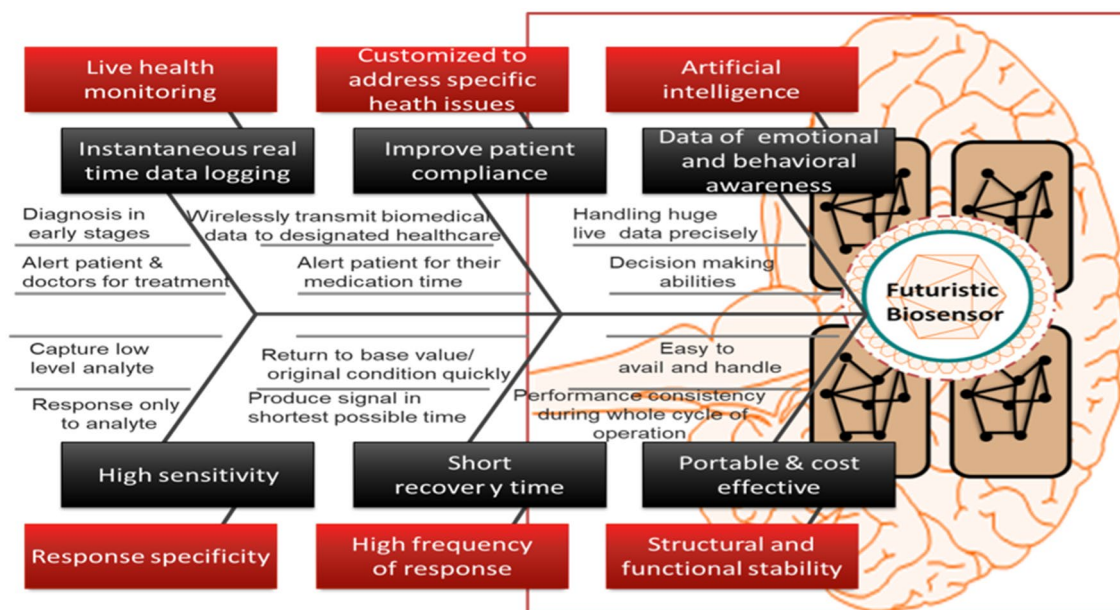 Live health
monitoring
Customized to
address specific
heath issues
Artificial
intelligence
Instantaneous real
time data logging
Improve patient
compliance
Data of emotional
and behavioral
awareness
Diagnosis in
early stages
Wirelessly transmit biomedical
data to designated healthcare
Handling huge
live data precisely
Alert patient &
doctors for treatment
Alert patient for their
medication time
Decision making
abilities
Futuristic
Biosensor
Capture low
level analyte
Return to base value/
original condition quickly
Easy to
avail and handle
Response only
to analyte
Produce signal in
shortest possible time
Performance consistency
during whole cycle of
operation
High sensitivity
Short
recovery time
Portable & cost
effective
Response specificity
High frequency
of response
Structural and
functional stability